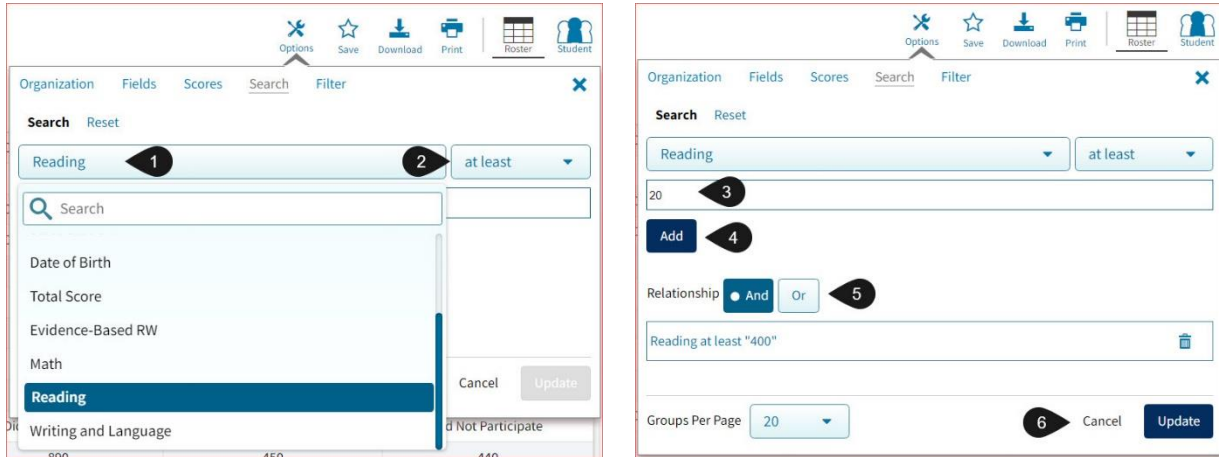 Options Save Download Print Roster Student
Organization Fields Scores Search Filter
Search Reset
Reading 1 2 at least
Search
Date of Birth
Total Score
Evidence-Based RW
Math
Reading
Writing and Language
Cancel Update
d Not Participate
890 450 440
Options Save Download Print Roster Student
Organization Fields Scores Search Filter
Search Reset
Reading at least
20 3
Add 4
Relationship And Or 5
Reading at least "400"
Groups Per Page 20 6 Cancel Update